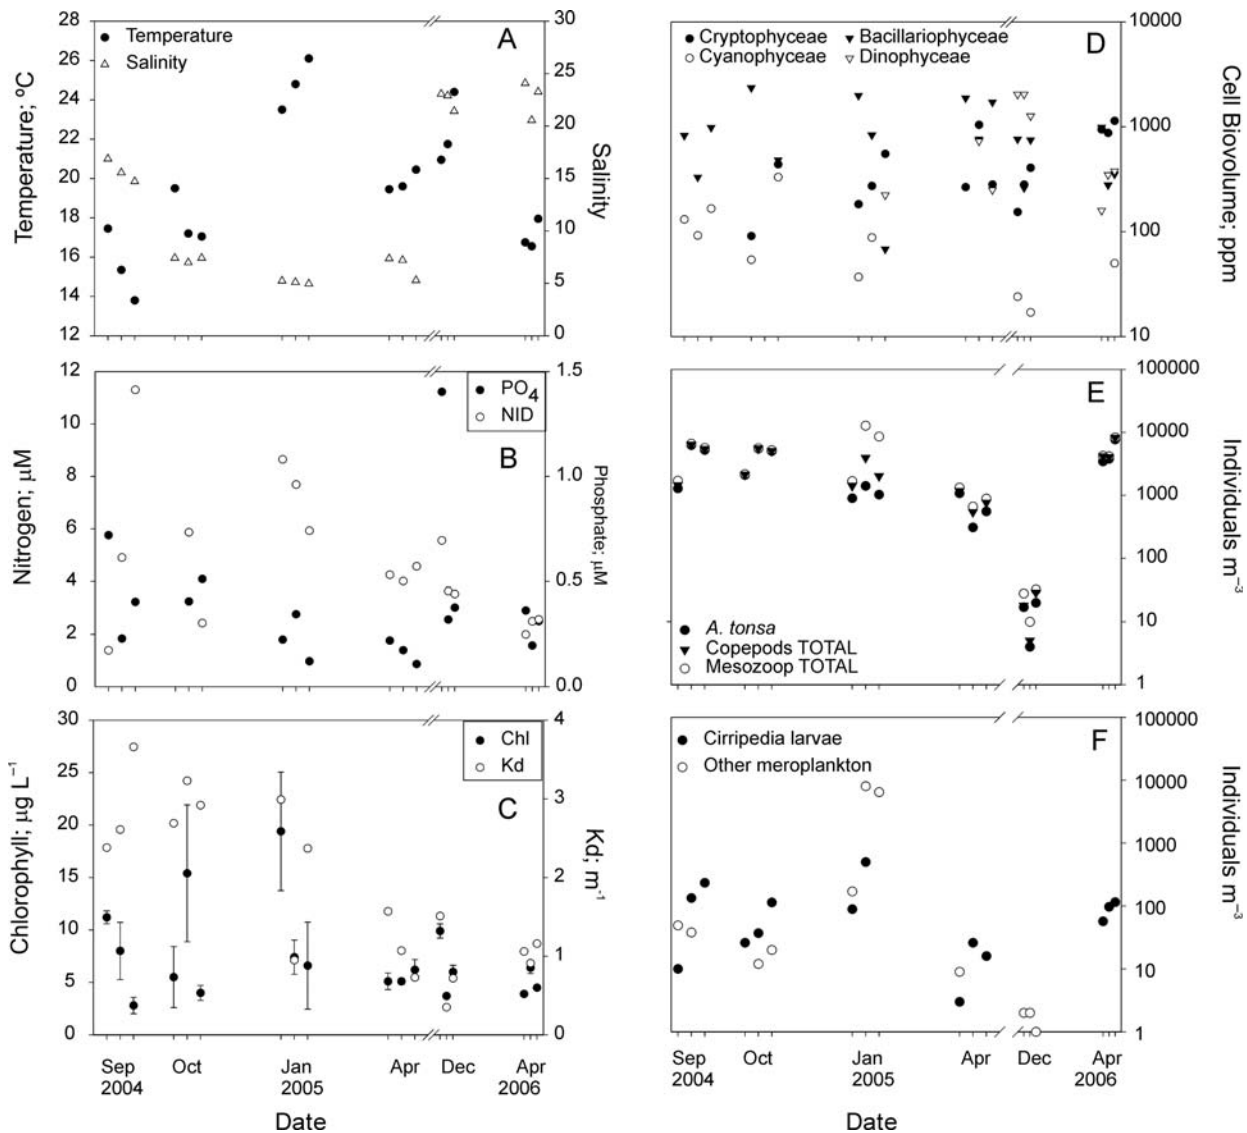 A
Temperature
Salinity
28
26
24
22
20
18
16
14
12
Temperature; ºC
30
25
20
15
10
5
0
Salinity
D
Cryptophyceae
Bacillariophyceae
Cyanophyceae
Dinophyceae
10000
1000
100
10
Cell Biovolume; ppm
B
PO4
NID
12
10
8
6
4
2
0
Nitrogen; µM
1.5
1.0
0.5
0.0
Phosphate; µM
E
A. tonsa
Copepods TOTAL
Mesozoop TOTAL
100000
10000
1000
100
10
1
Individuals m−3
C
Chl
Kd
30
25
20
15
10
5
0
Chlorophyll; µg L−1
4
3
2
1
0
Kd; m-1
Sep Oct Jan Apr Dec Apr
2004 2005 2006
Date
F
Cirripedia larvae
Other meroplankton
100000
10000
1000
100
10
1
Individuals m−3
Sep Oct Jan Apr Dec Apr
2004 2005 2006
Date